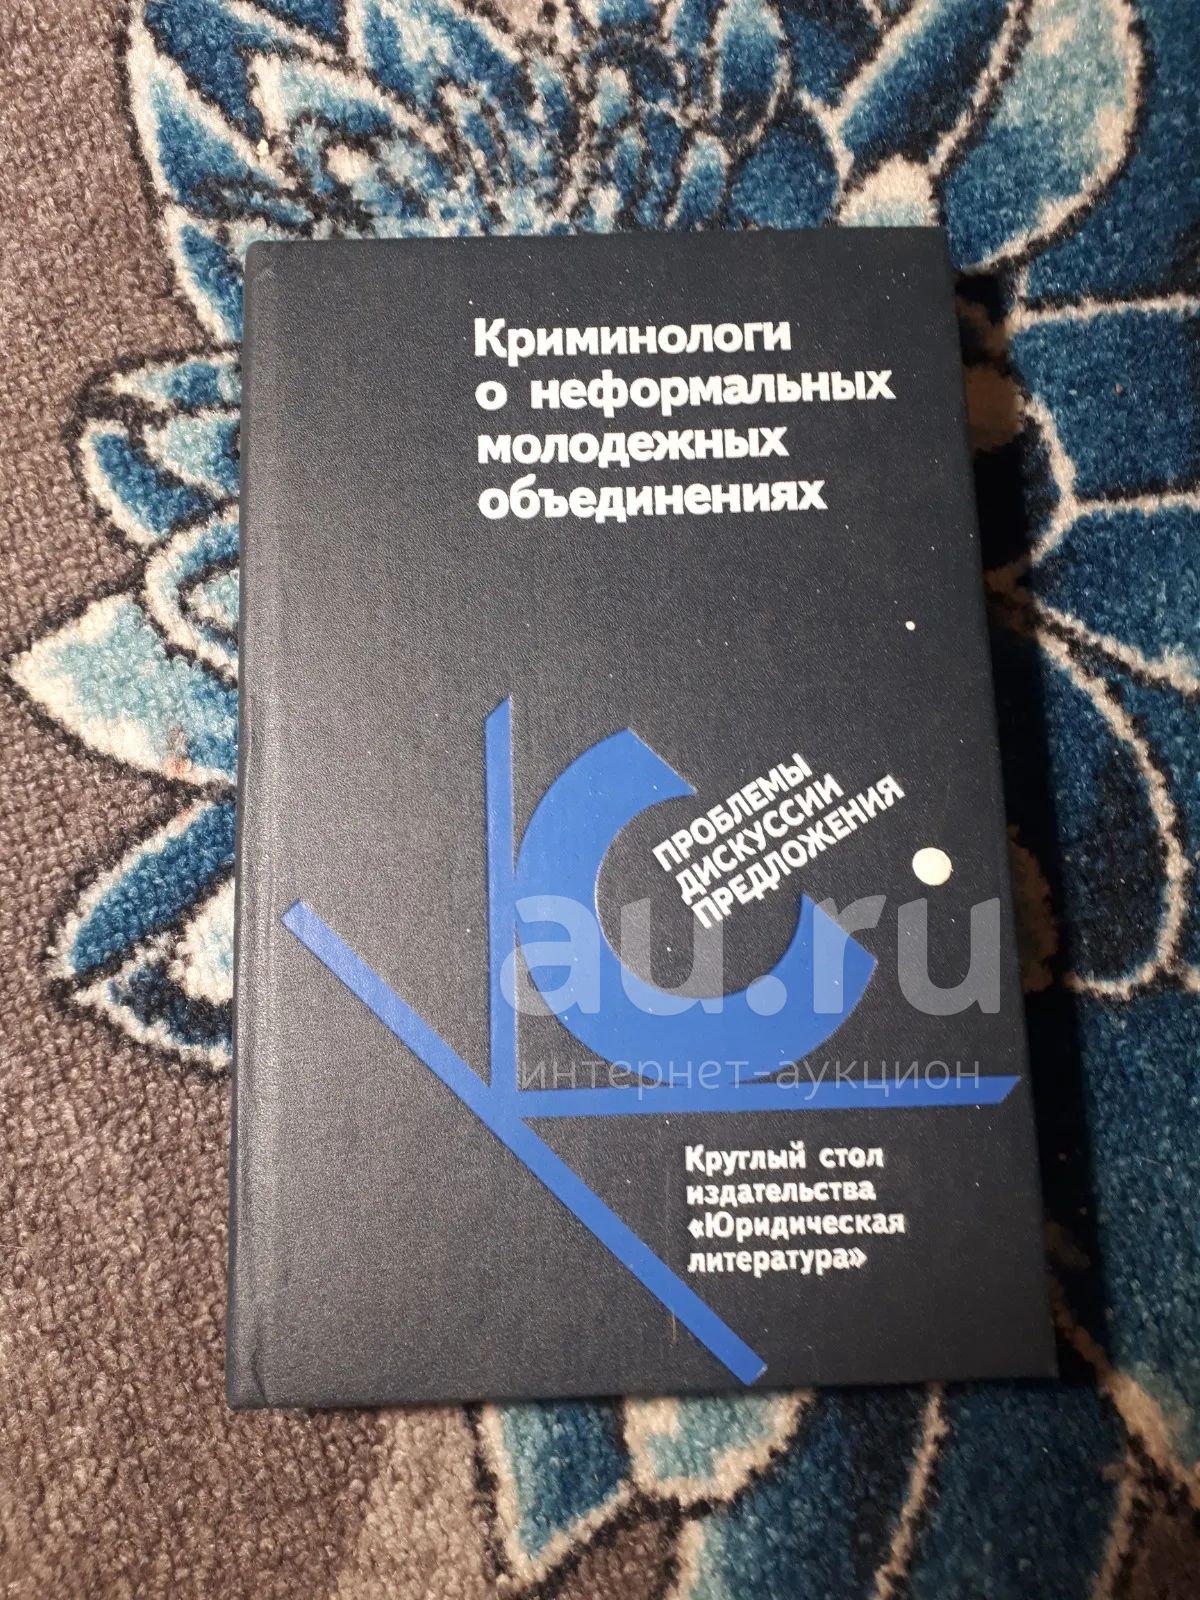 Криминологи
о неформальных
молодежных
объединениях
ПРОБЛЕМЫ
ДИСКУССИИ
ПРЕДЛОЖЕНИЯ
au.ru
интернет-аукцион
Круглый стол
издательства
«Юридическая
литература»